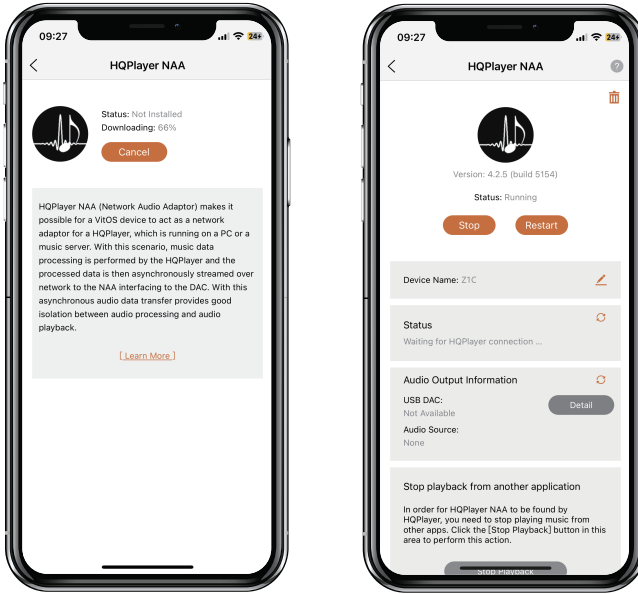 09:27
24
HQPlayer NAA
Status: Not Installed
Downloading: 66%
Cancel
HQPlayer NAA (Network Audio Adaptor) makes it
possible for a VitOS device to act as a network
adaptor for a HQPlayer, which is running on a PC or a
music server. With this scenario, music data
processing is performed by the HQPlayer and the
processed data is then asynchronously streamed over
network to the NAA interfacing to the DAC. With this
asynchronous audio data transfer provides good
isolation between audio processing and audio
playback.
[ Learn More ]
09:27
24
HQPlayer NAA
?
Version: 4.2.5 (build 5154)
Status: Running
Stop
Restart
Device Name: Z1C
Status
Waiting for HQPlayer connection ...
Audio Output Information
USB DAC:
Not Available
Detail
Audio Source:
None
Stop playback from another application
In order for HQPlayer NAA to be found by
HQPlayer, you need to stop playing music from
other apps. Click the [Stop Playback] button in this
area to perform this action.
Stop Playback